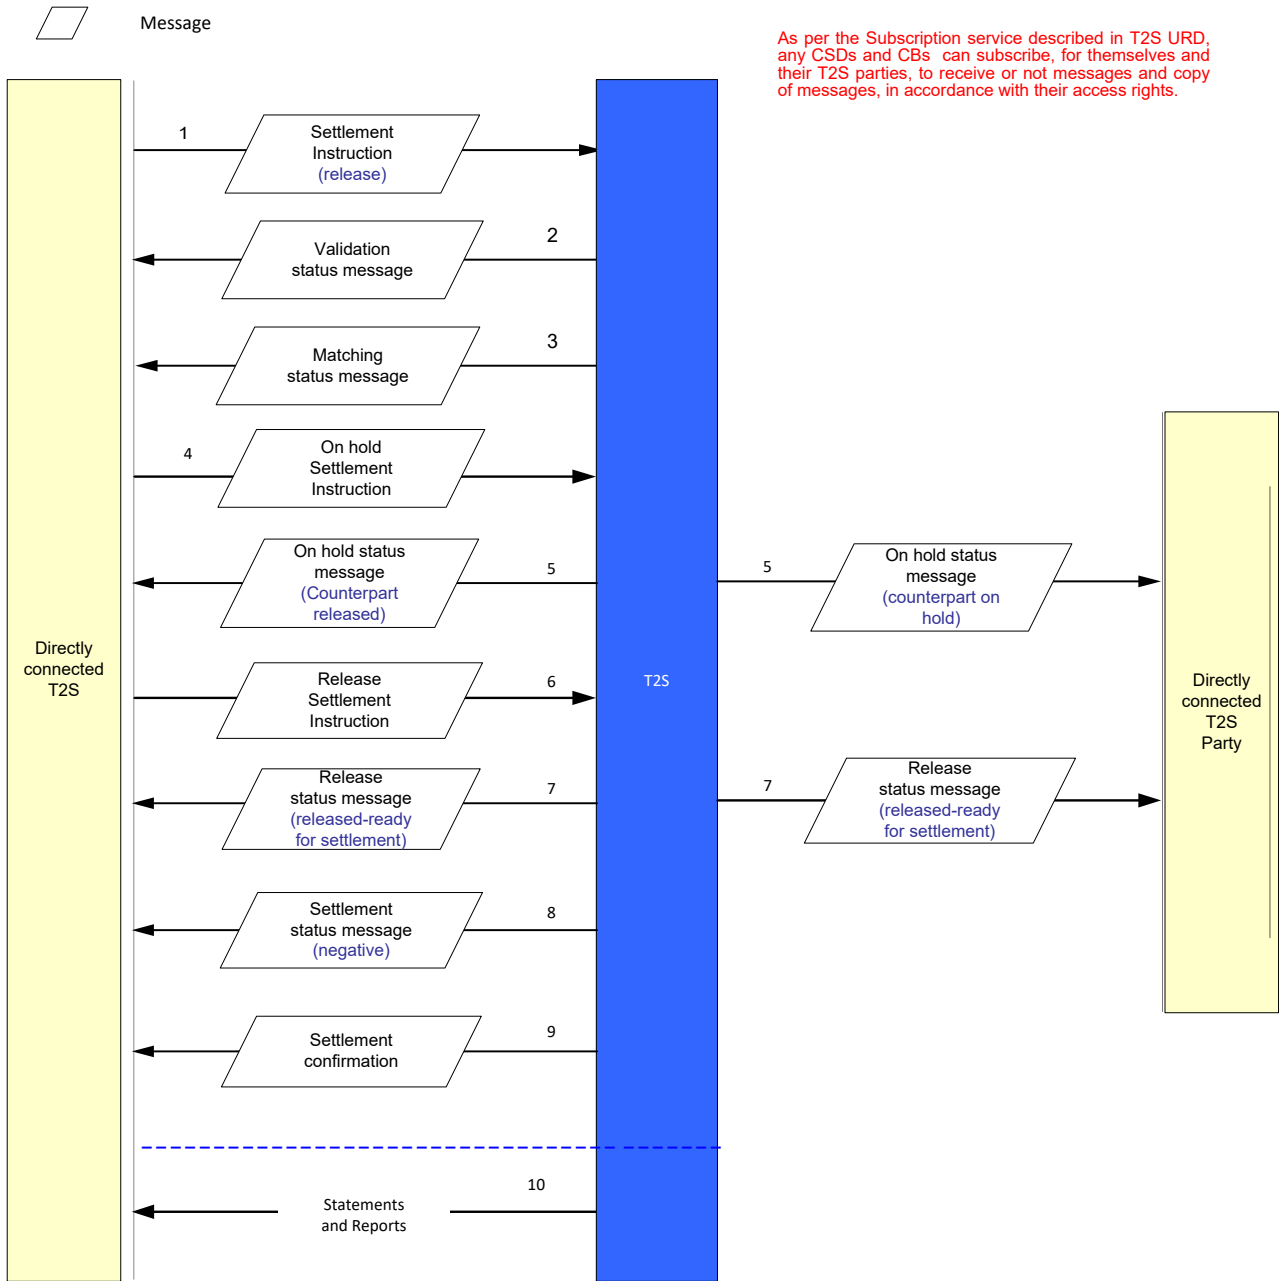 Message
As per the Subscription service described in T2S URD,
any CSDs and CBs can subscribe, for themselves and
their T2S parties, to receive or not messages and copy
of messages, in accordance with their access rights.
1
Settlement
Instruction
(release)
2
Validation
status message
3
Matching
status message
4
On hold
Settlement
Instruction
On hold status
message
(Counterpart
released)
5
5
On hold status
message
(counterpart on
hold)
Directly
connected
T2S
Release
Settlement
Instruction
6
T2S
Directly
connected
T2S
Party
Release
status message
(released-ready
for settlement)
7
7
Release
status message
(released-ready
for settlement)
Settlement
status message
(negative)
8
Settlement
confirmation
9
10
Statements
and Reports